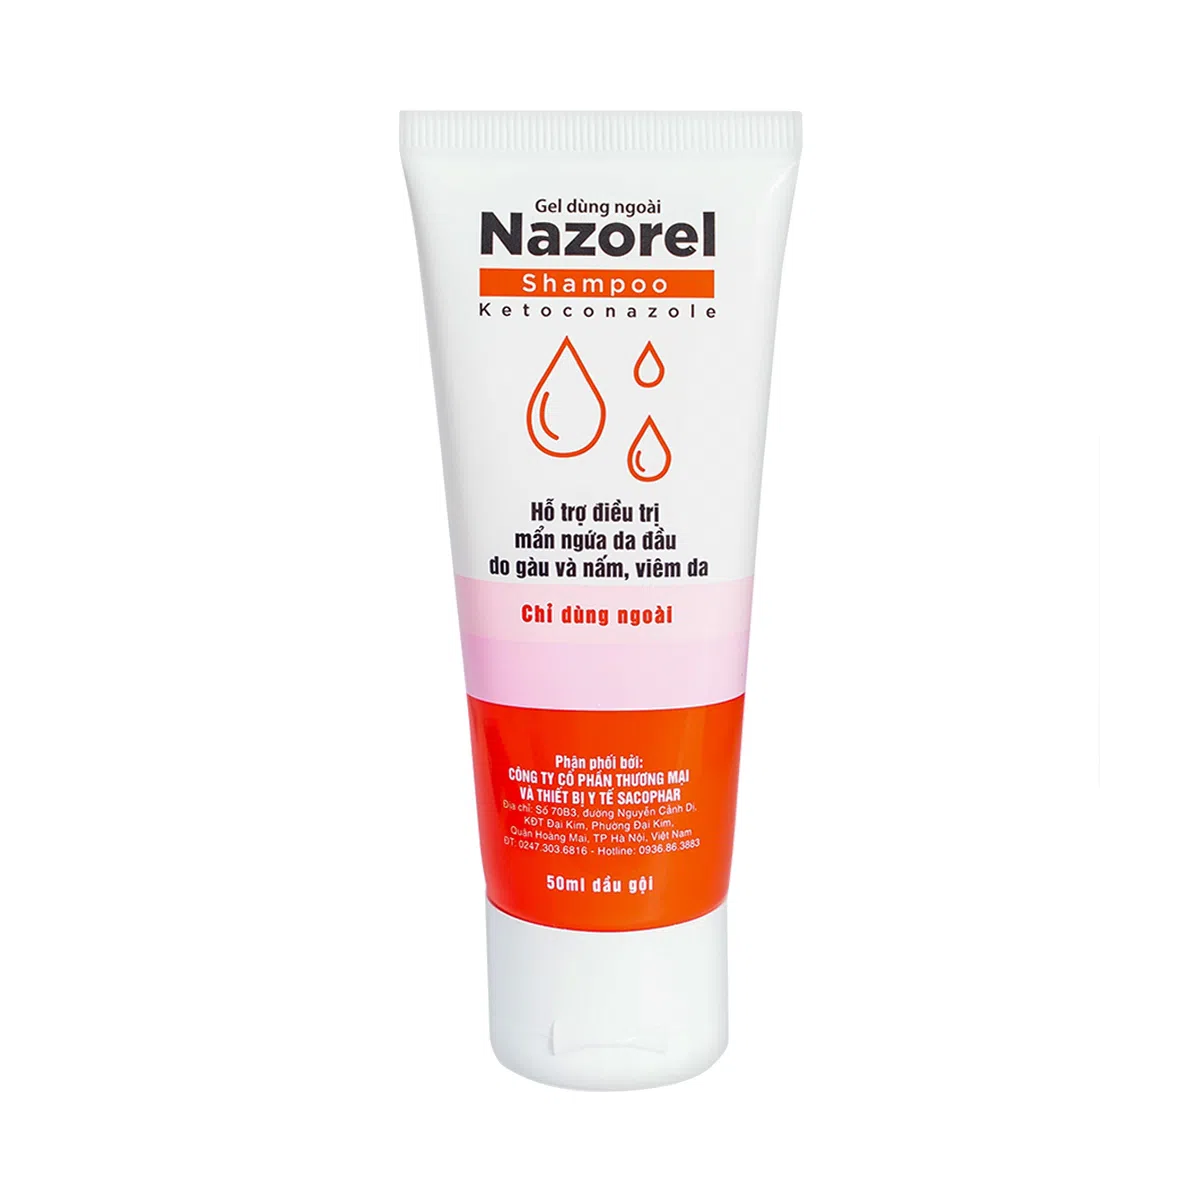 Gel dùng ngoài
Nazorel
Shampoo
Ketoconazole
Hỗ trợ điều trị
mẩn ngứa da đầu
do gàu và nấm, viêm da
Chỉ dùng ngoài
Phận phối bởi:
CÔNG TY CỔ PHẦN THƯƠNG MẠI
VÀ THIẾT BỊ Y TẾ SACOPHAR
Địa chỉ: Số 70B3, đường Nguyễn Cảnh Dị,
KĐT Đại Kim, Phường Đại Kim,
Quận Hoàng Mai, TP Hà Nội, Việt Nam
ĐT: 0247.303.6816 - Hotline: 0936.86.3883
50ml dầu gội